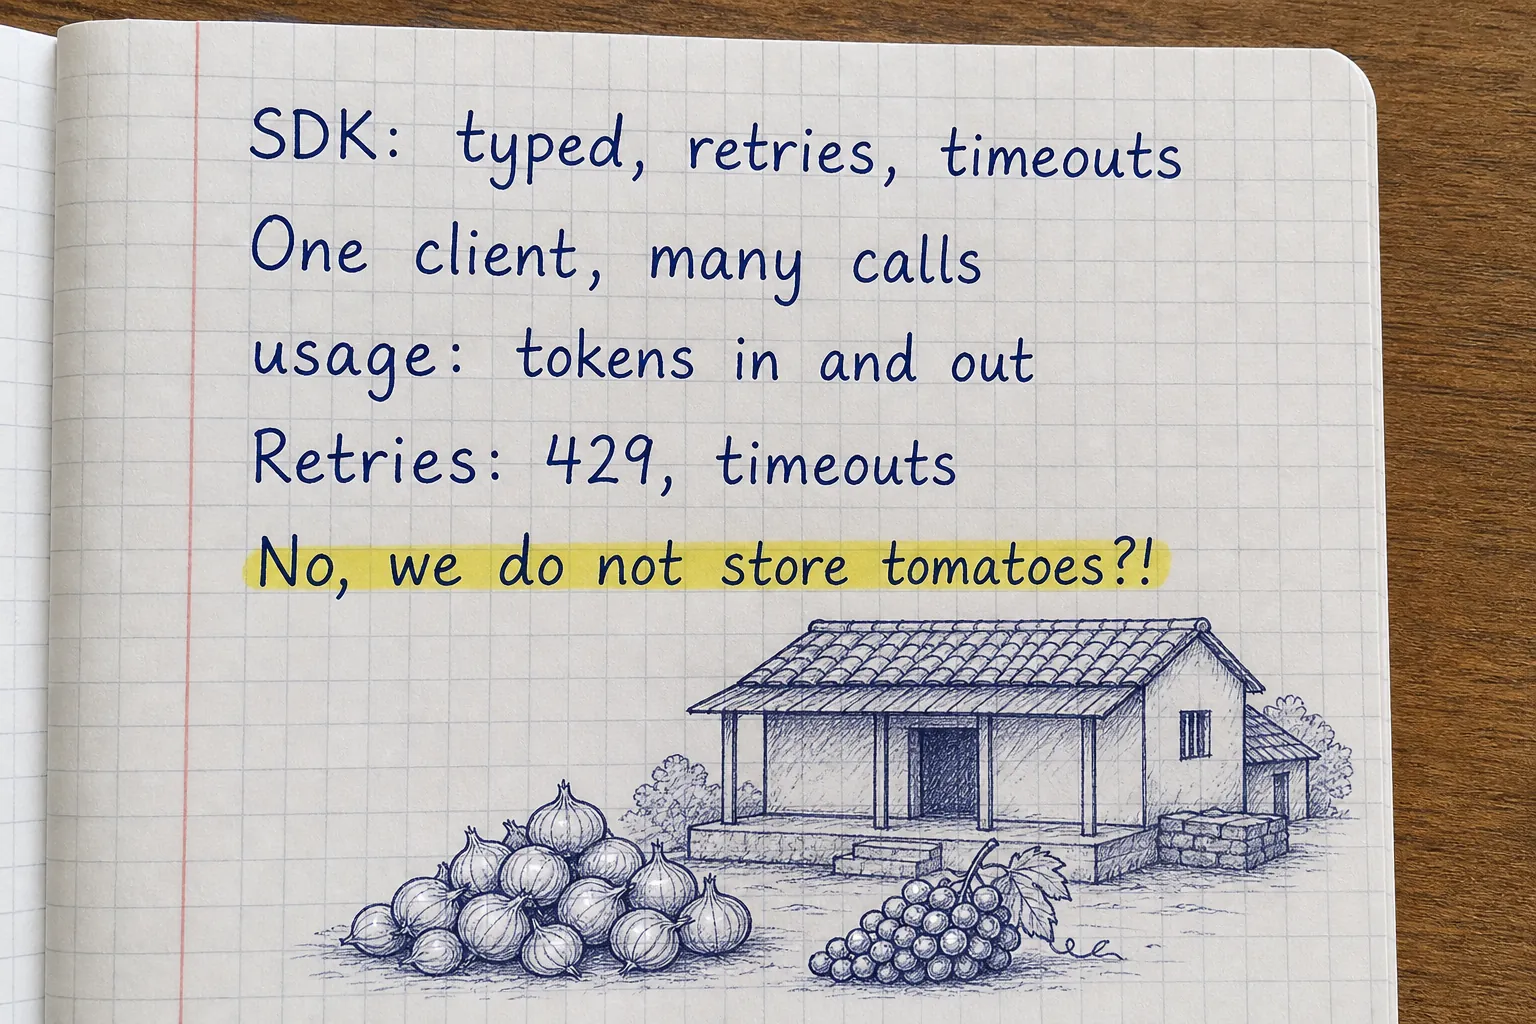 SDK: typed, retries, timeouts
One client, many calls
usage: tokens in and out
Retries: 429, timeouts
No, we do not store tomatoes?!